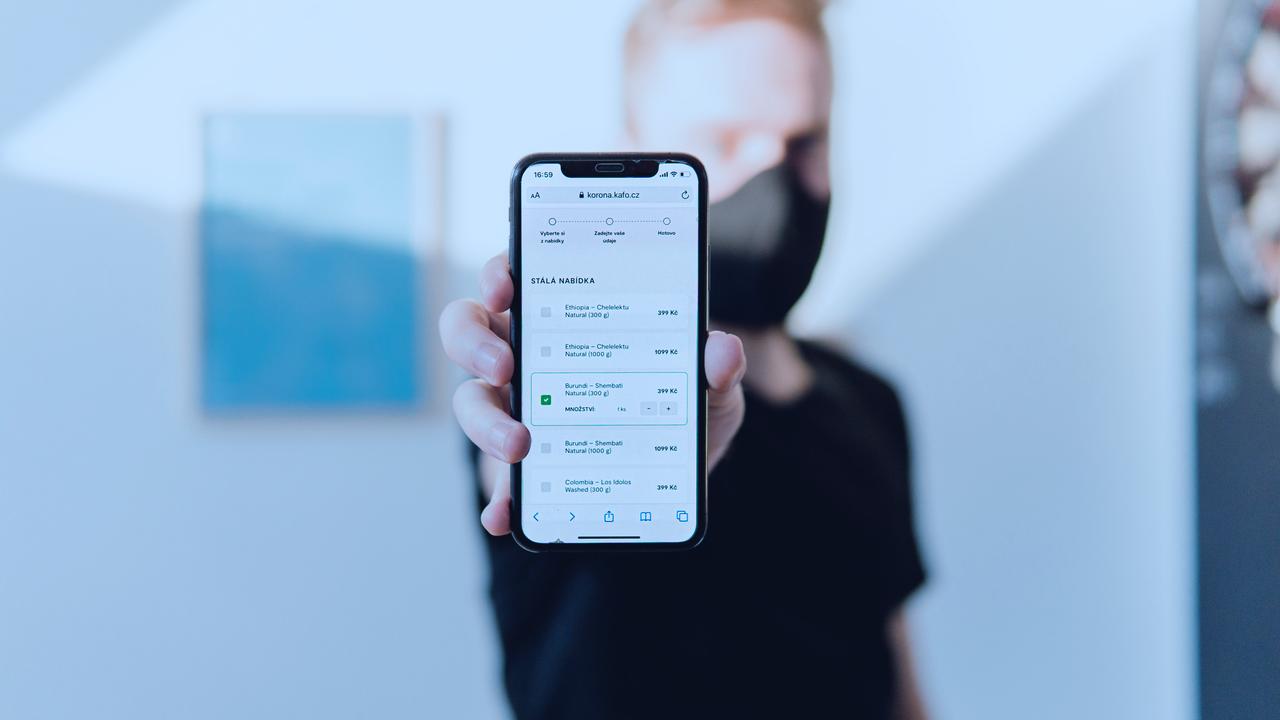 16:59
AA korona.kafo.cz
Vyberte si
z nabídky
Zadejte vaše
údaje
Hotovo
STÁLÁ NABÍDKA
Ethiopia – Chelelektu
Natural (300 g)
399 Kč
Ethiopia – Chelelektu
Natural (1000 g)
1099 Kč
Burundi – Shembati
Natural (300 g)
399 Kč
MNOŽSTVÍ: 1 ks - +
Burundi – Shembati
Natural (1000 g)
1099 Kč
Colombia – Los Idolos
Washed (300 g)
399 Kč